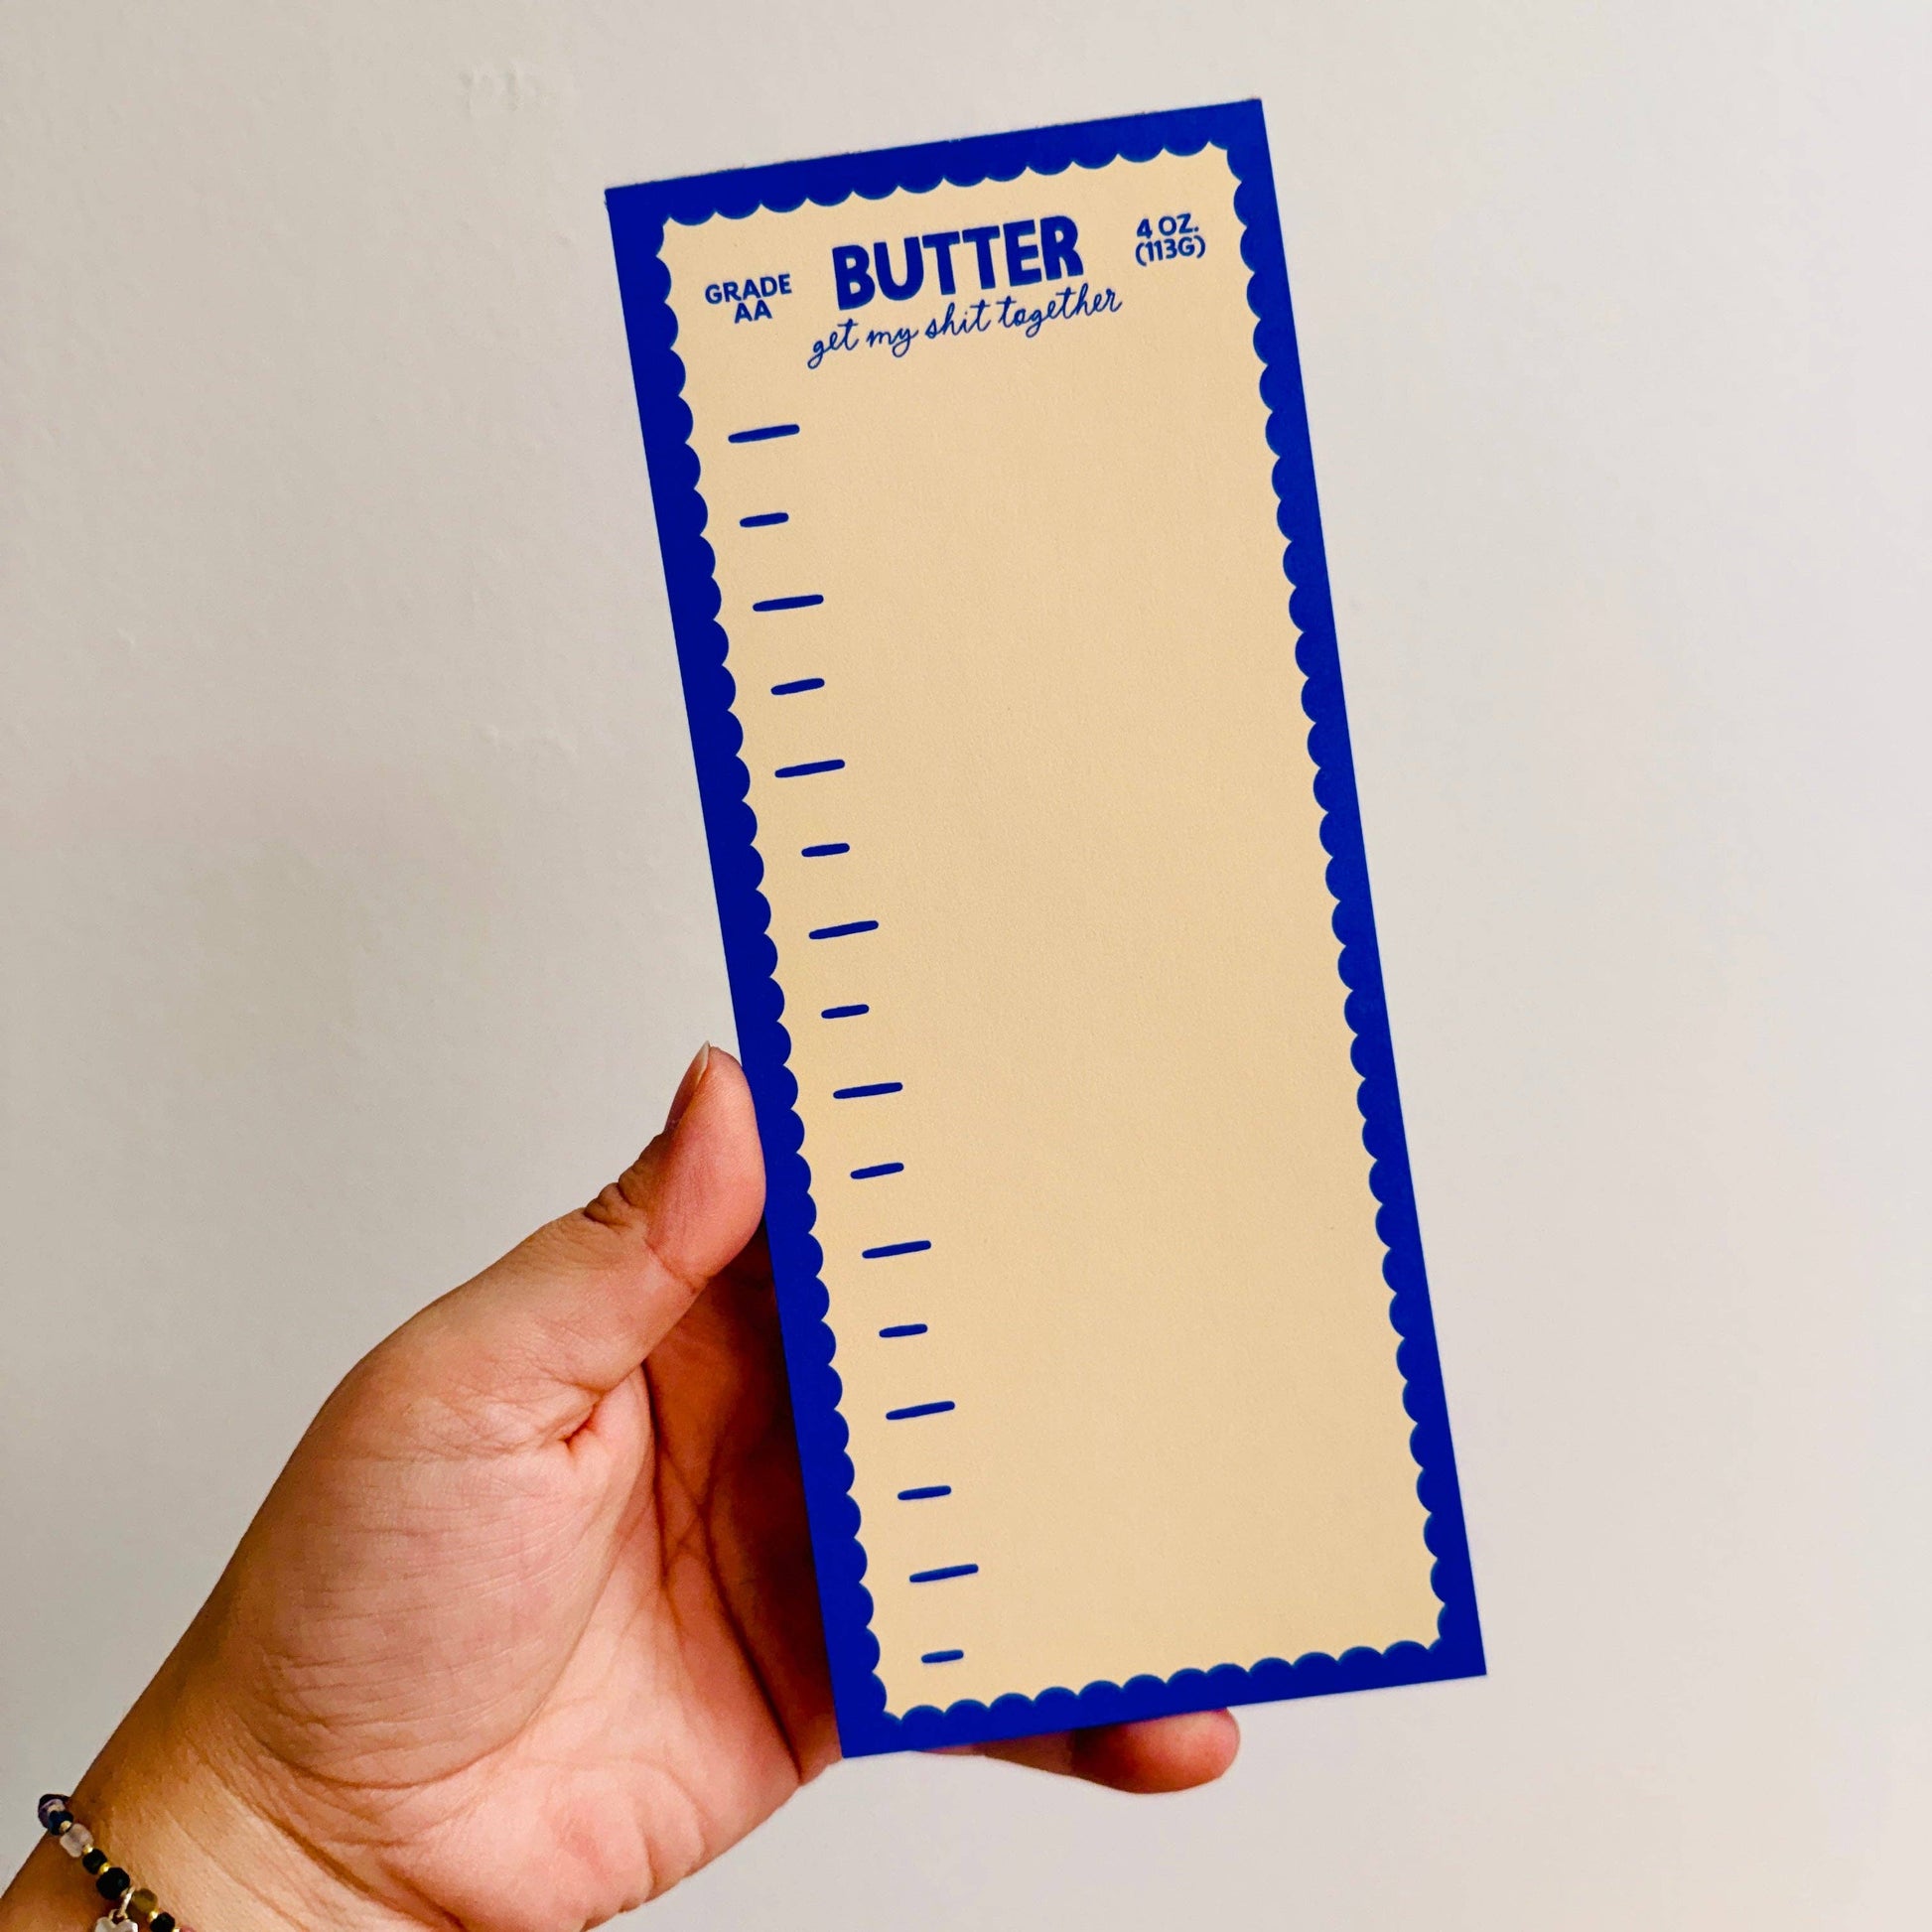 GRADE
AA
BUTTER
get my shit together
4 OZ.
(113G)